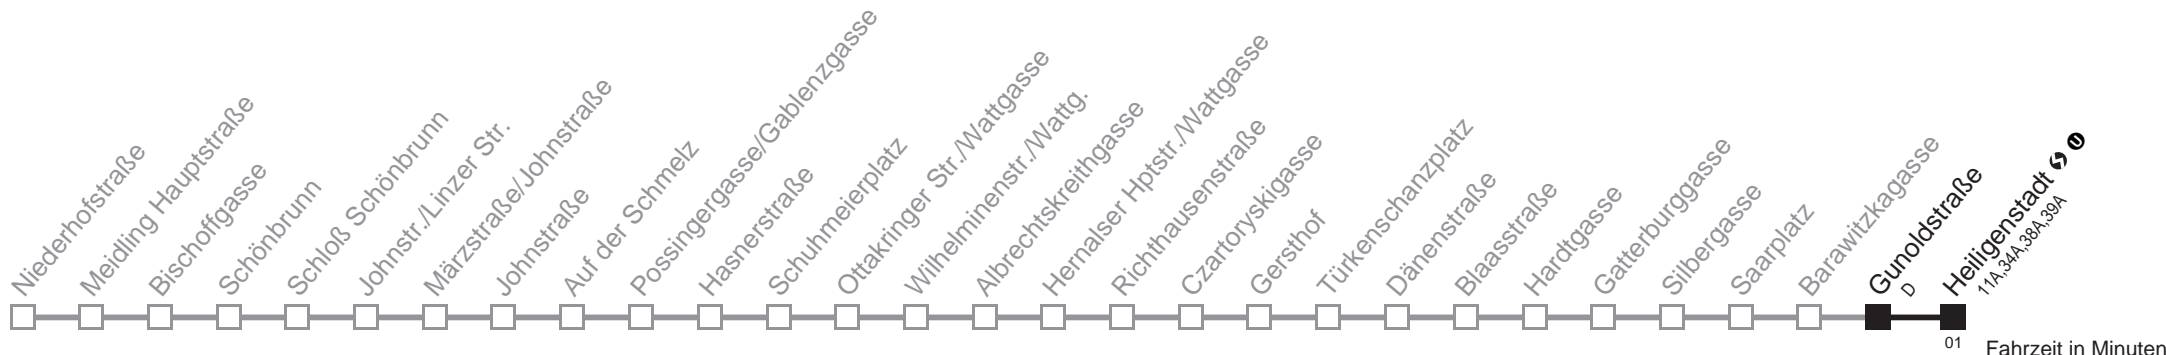 Niederhofstraße
Meidling Hauptstraße
Bischoffgasse
Schönbrunn
Schloß Schönbrunn
Johnstr./Linzer Str.
Märzstraße/Johnstraße
Johnstraße
Auf der Schmelz
Possingergasse/Gablenzgasse
Hasnerstraße
Schuhmeierplatz
Ottakringer Str./Wattgasse
Wilhelminenstr./Wattg.
Albrechtskreithgasse
Hernalser Hptstr./Wattgasse
Richthausenstraße
Czartoryskigasse
Gersthof
Türkenschanzplatz
Dänenstraße
Blaasstraße
Hardtgasse
Gatterburggasse
Silbergasse
Saarplatz
Barawitzkagasse
Gunoldstraße
D
Heiligenstadt S U
11A,34A,38A,39A
01
Fahrzeit in Minuten